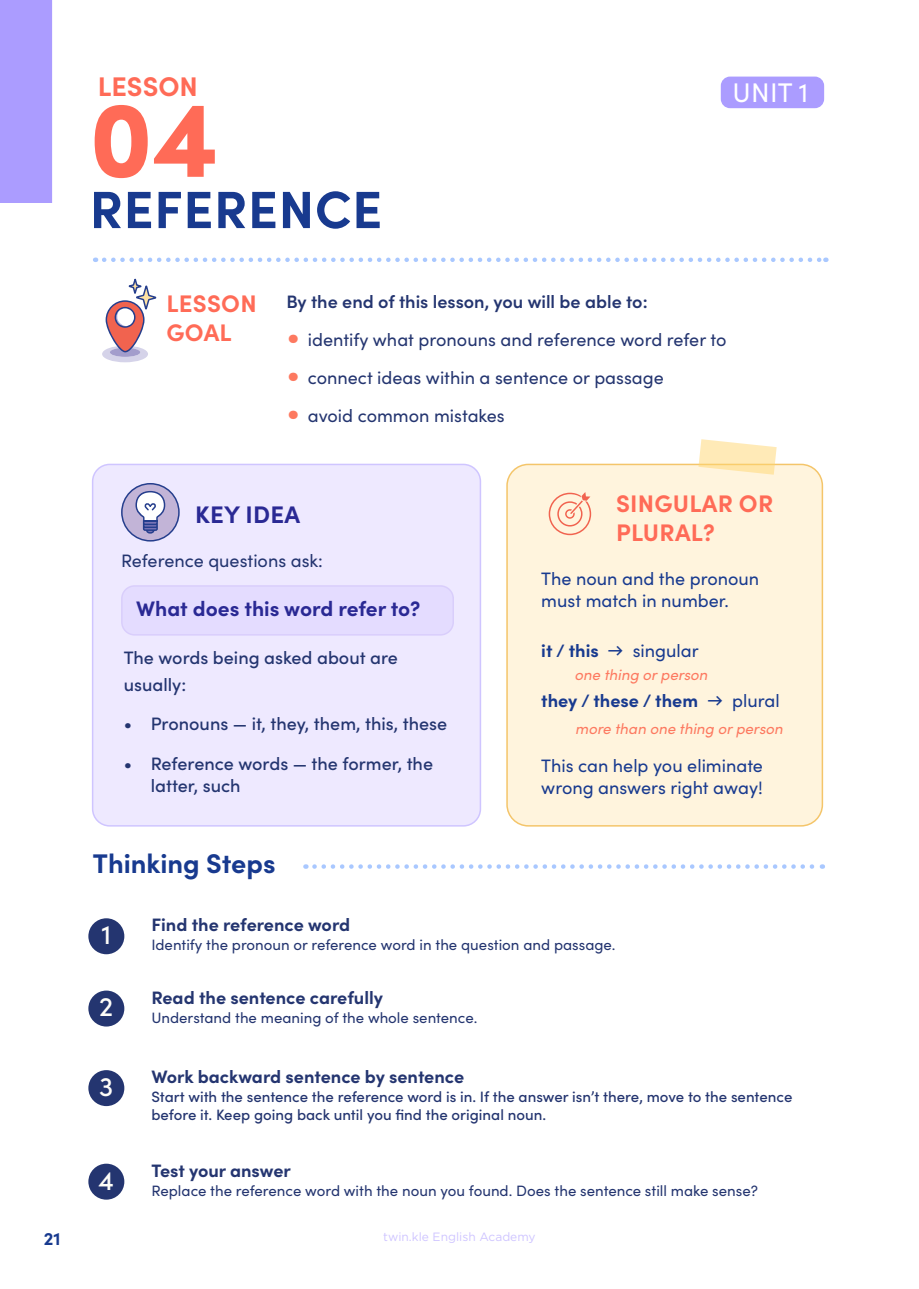 LESSON
04
REFERENCE
UNIT 1
LESSON
GOAL
By the end of this lesson, you will be able to:
identify what pronouns and reference word refer to
connect ideas within a sentence or passage
avoid common mistakes
KEY IDEA
Reference questions ask:
What does this word refer to?
The words being asked about are
usually:
• Pronouns — it, they, them, this, these
• Reference words — the former, the
latter, such
SINGULAR OR
PLURAL?
The noun and the pronoun
must match in number.
it / this → singular
one thing or person
they / these / them → plural
more than one thing or person
This can help you eliminate
wrong answers right away!
Thinking Steps
1
Find the reference word
Identify the pronoun or reference word in the question and passage.
2
Read the sentence carefully
Understand the meaning of the whole sentence.
3
Work backward sentence by sentence
Start with the sentence the reference word is in. If the answer isn't there, move to the sentence
before it. Keep going back until you find the original noun.
4
Test your answer
Replace the reference word with the noun you found. Does the sentence still make sense?
21
twin.kle English Academy